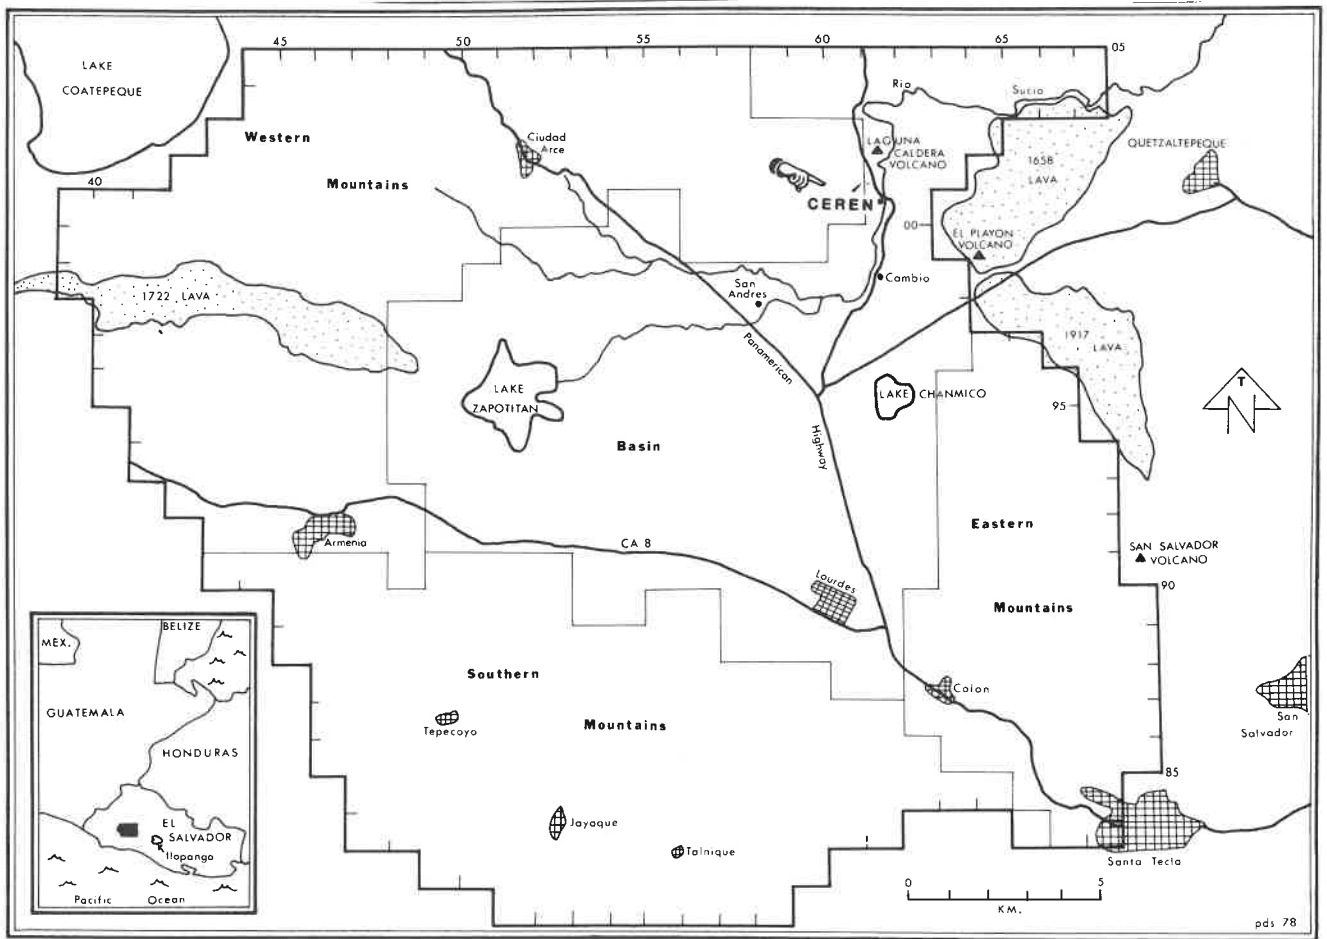 45
50
55
60
65
05
LAKE
COATEPEQUE
Rio
Sucio
Western
Ciudad
Arce
LAGUNA
CALDERA
VOLCANO
1658
LAVA
QUETZALTEPEQUE
40
Mountains
CERÉN
00
EL PLAYON
VOLCANO
1722 LAVA
San
Andres
Cambio
Panamerican
Highway
1917
LAVA
LAKE
ZAPOTITAN
LAKE CHANMICO
95
T
N
Basin
Armenia
CA 8
Eastern
SAN SALVADOR
VOLCANO
90
Lourdes
Mountains
MEX.
BELIZE
GUATEMALA
HONDURAS
EL
SALVADOR
Ilopango
Pacific Ocean
Southern
Mountains
Tepecoyo
Colon
San
Salvador
85
Jayaque
Talnique
Santa Tecla
0 5
KM.
pds 78